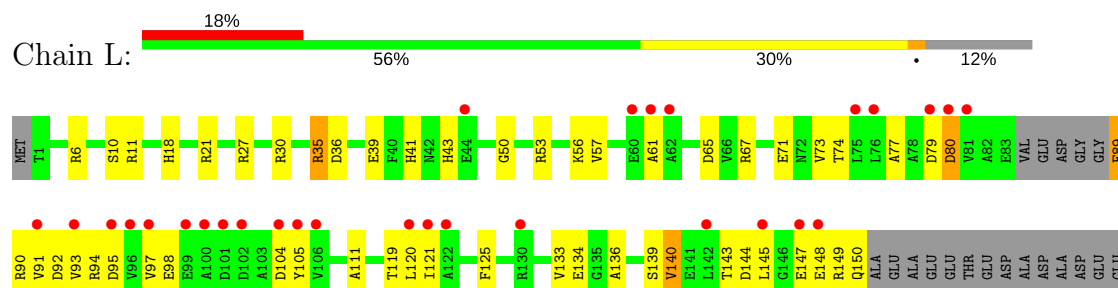 18%
Chain L:
56% 30% • 12%
MET T1 R6 S10 R11 H18 R21 R27 R30 R35 D36 E39 F40 H41 N42 H43 E44 G50 R53 K56 V57 E60 A61 A62 D65 V66 R67 E71 N72 V73 T74 L75 L76 A77 A78 D79 D80 V81 A82 E83 VAL GLU ASP GLY GLY
R90 V91 D92 V93 R94 D95 V96 V97 E98 E99 A100 D101 D102 A103 D104 Y105 V106 A111 T119 L120 I121 A122 F125 R130 V133 E134 G135 A136 S139 V140 E141 L142 T143 D144 L145 G146 E147 E148 R149 Q150 ALA GLU ALA GLU GLU THR GLU ASP ALA ASP ALA ASP GLU